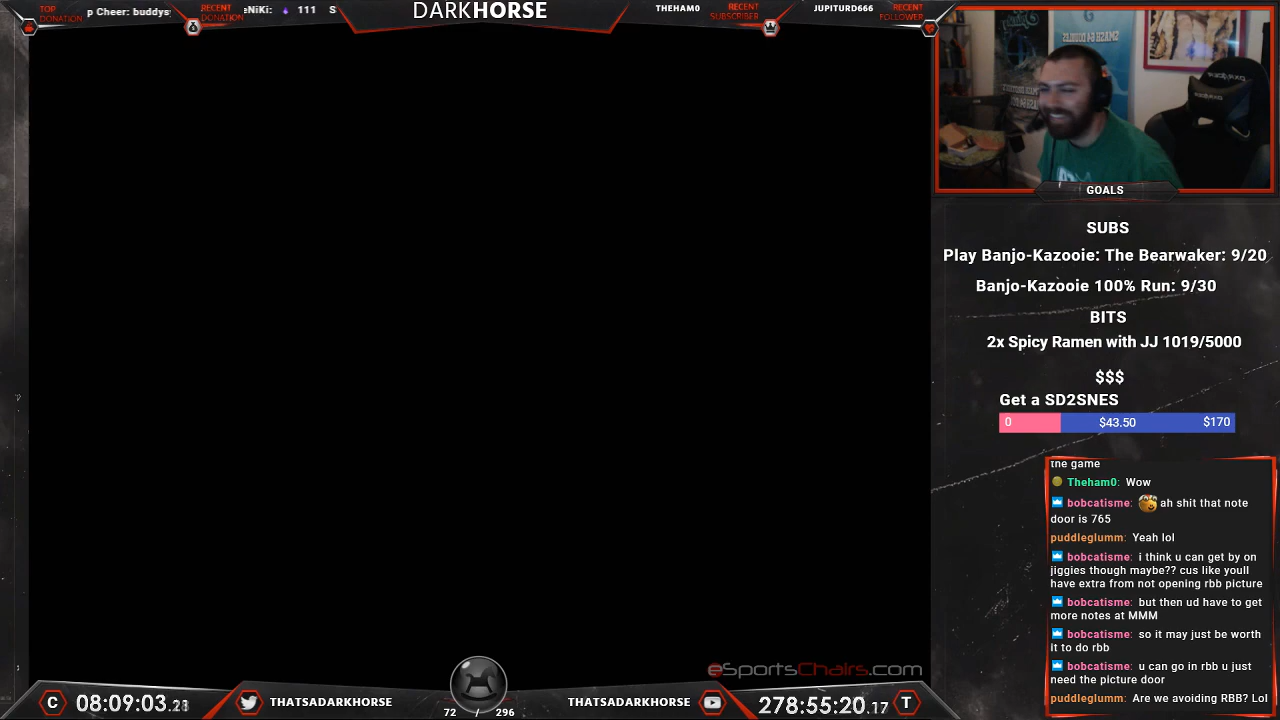 TOP DONATION
p Cheer: buddys
RECENT DONATION
eNiKi: 111 S
DARKHORSE
THEHAM0
RECENT SUBSCRIBER
JUPITURD666
RECENT FOLLOWER
SMASH 64 DOUBLES
GOALS
SUBS
Play Banjo-Kazooie: The Bearwaker: 9/20
Banjo-Kazooie 100% Run: 9/30
BITS
2x Spicy Ramen with JJ 1019/5000
$$$
Get a SD2SNES
0 $43.50 $170
the game
Theham0: Wow
bobcatisme: ah shit that note
door is 765
puddleglumm: Yeah lol
bobcatisme: i think u can get by on
jiggies though maybe?? cus like youll
have extra from not opening rbb picture
bobcatisme: but then ud have to get
more notes at MMM
bobcatisme: so it may just be worth
it to do rbb
bobcatisme: u can go in rbb u just
need the picture door
puddleglumm: Are we avoiding RBB? Lol
eSportsChairs.com
C 08:09:03.28
THATSADARKHORSE
72 / 296
THATSADARKHORSE
278:55:20.17 T